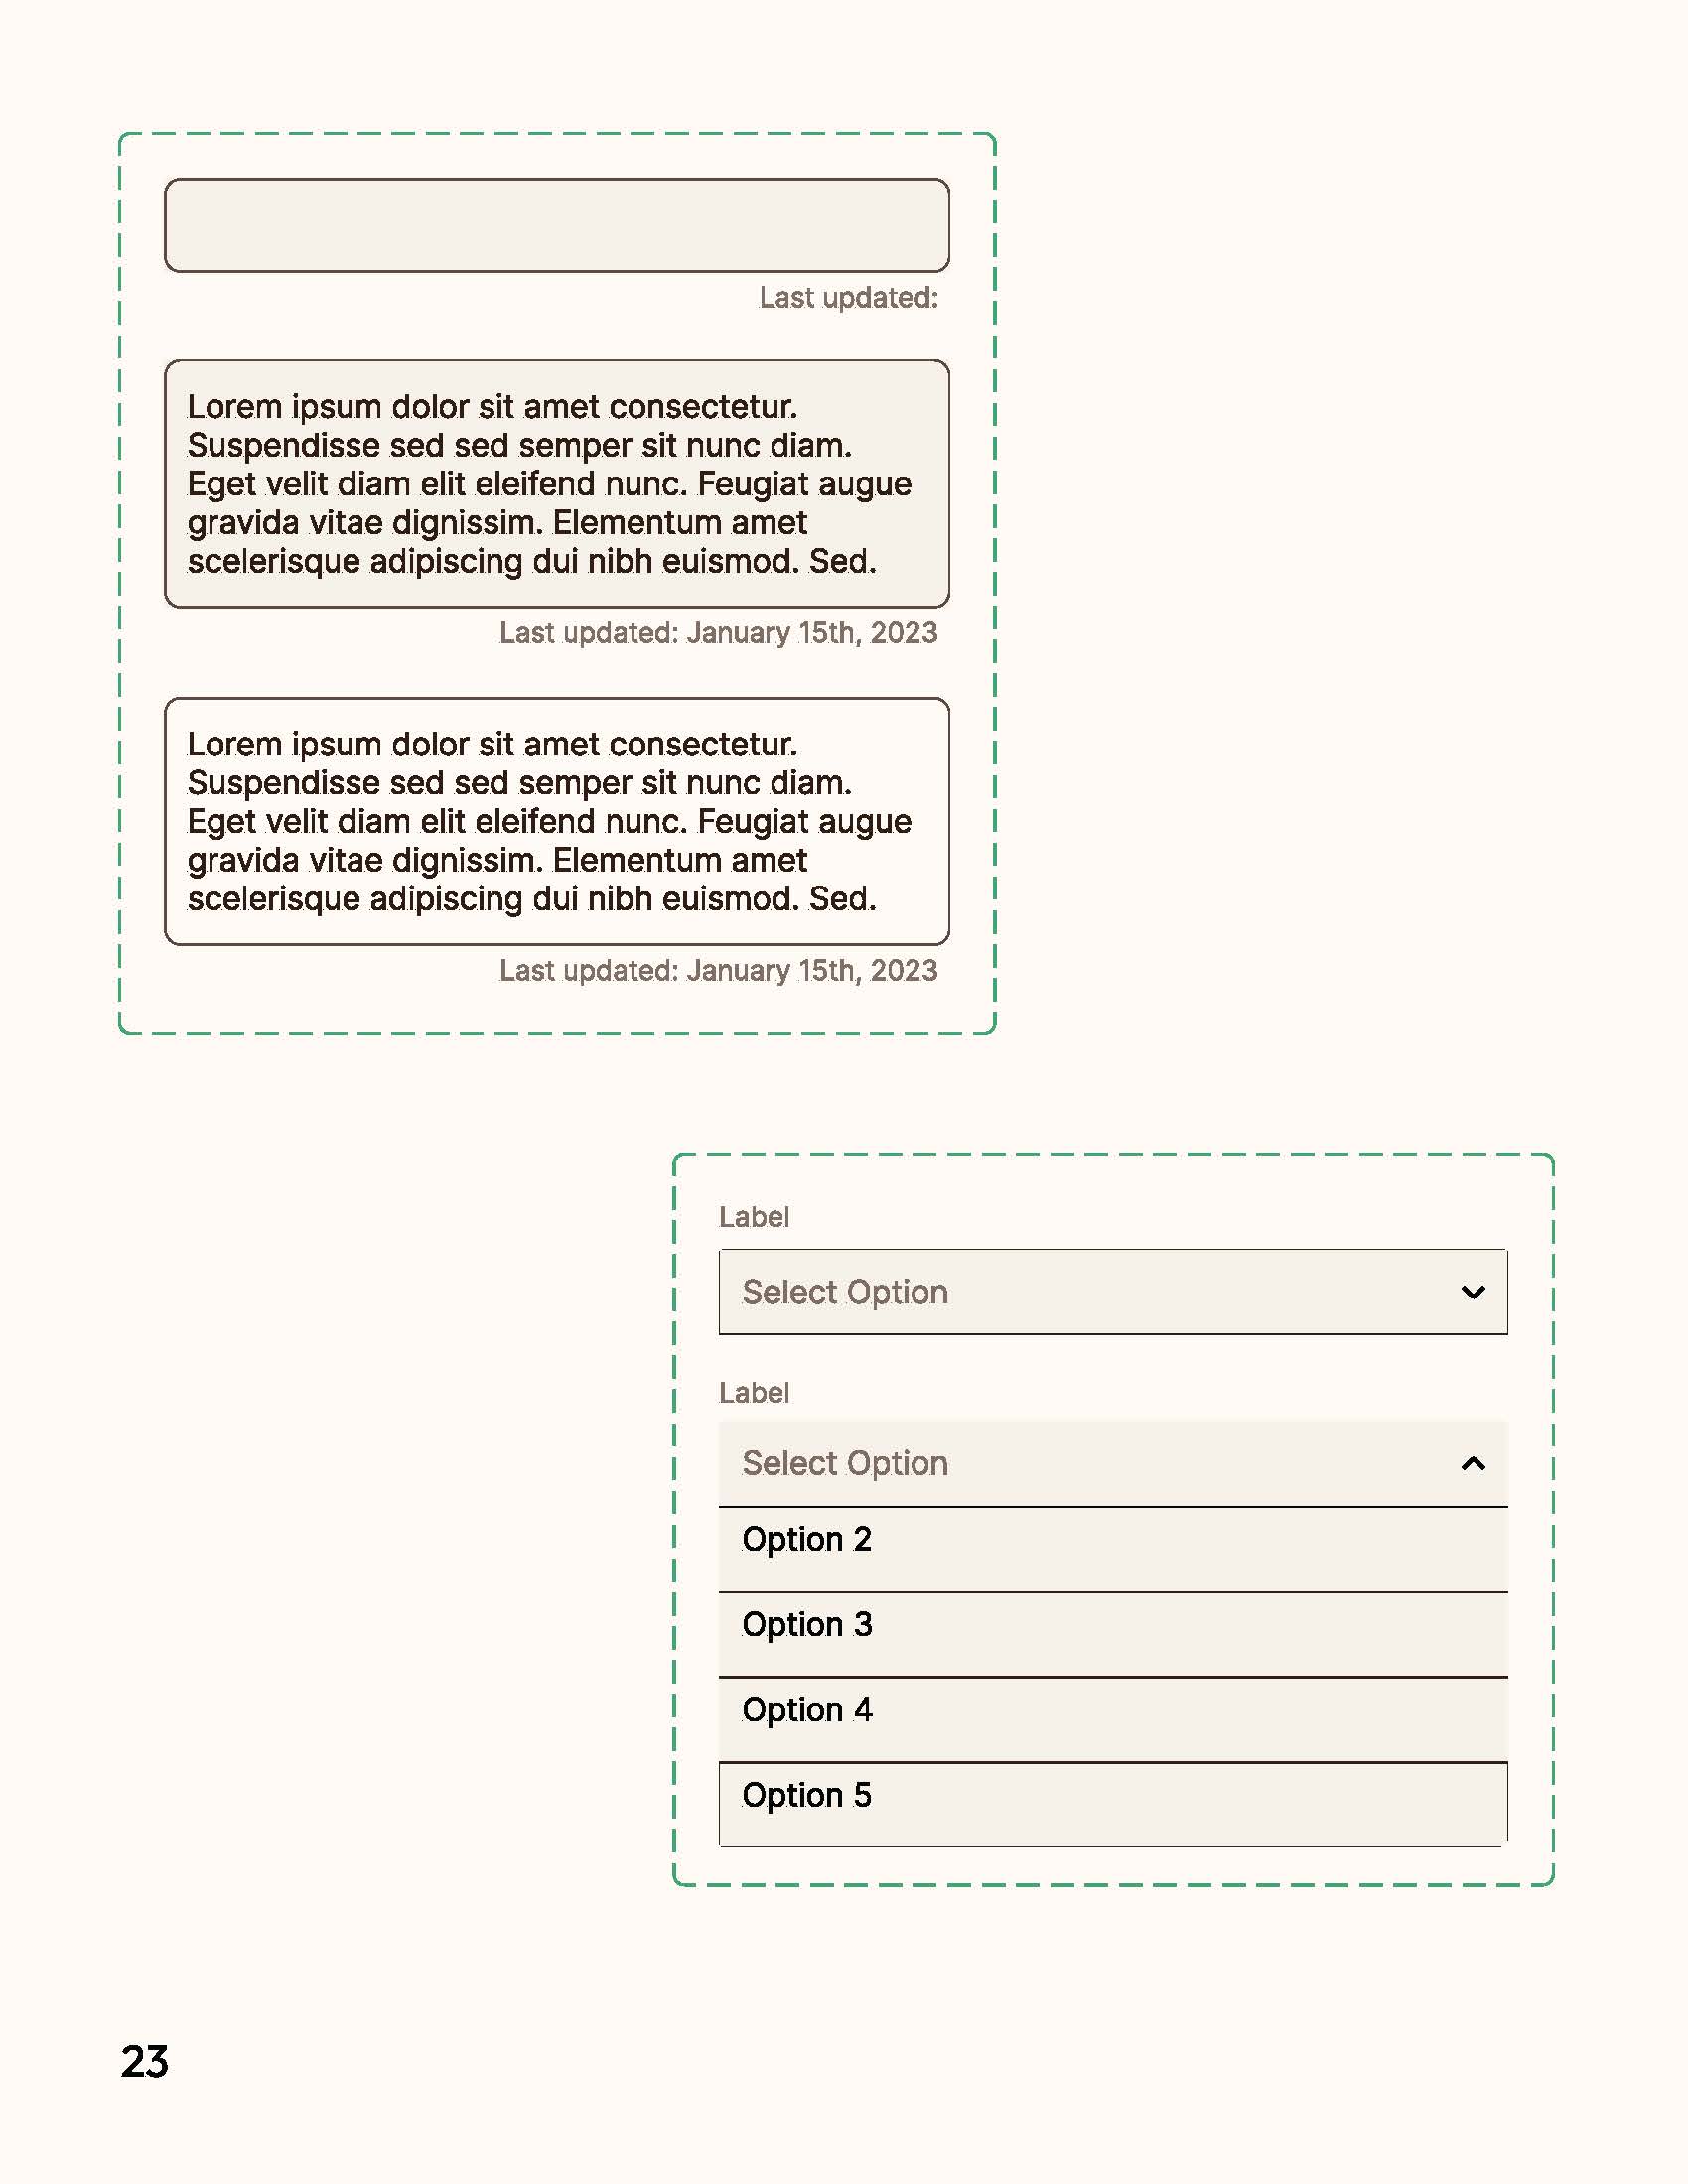 Last updated:
Lorem ipsum dolor sit amet consectetur.
Suspendisse sed sed semper sit nunc diam.
Eget velit diam elit eleifend nunc. Feugiat augue
gravida vitae dignissim. Elementum amet
scelerisque adipiscing dui nibh euismod. Sed.
Last updated: January 15th, 2023
Lorem ipsum dolor sit amet consectetur.
Suspendisse sed sed semper sit nunc diam.
Eget velit diam elit eleifend nunc. Feugiat augue
gravida vitae dignissim. Elementum amet
scelerisque adipiscing dui nibh euismod. Sed.
Last updated: January 15th, 2023
Label
Select Option
Label
Select Option
Option 2
Option 3
Option 4
Option 5
23